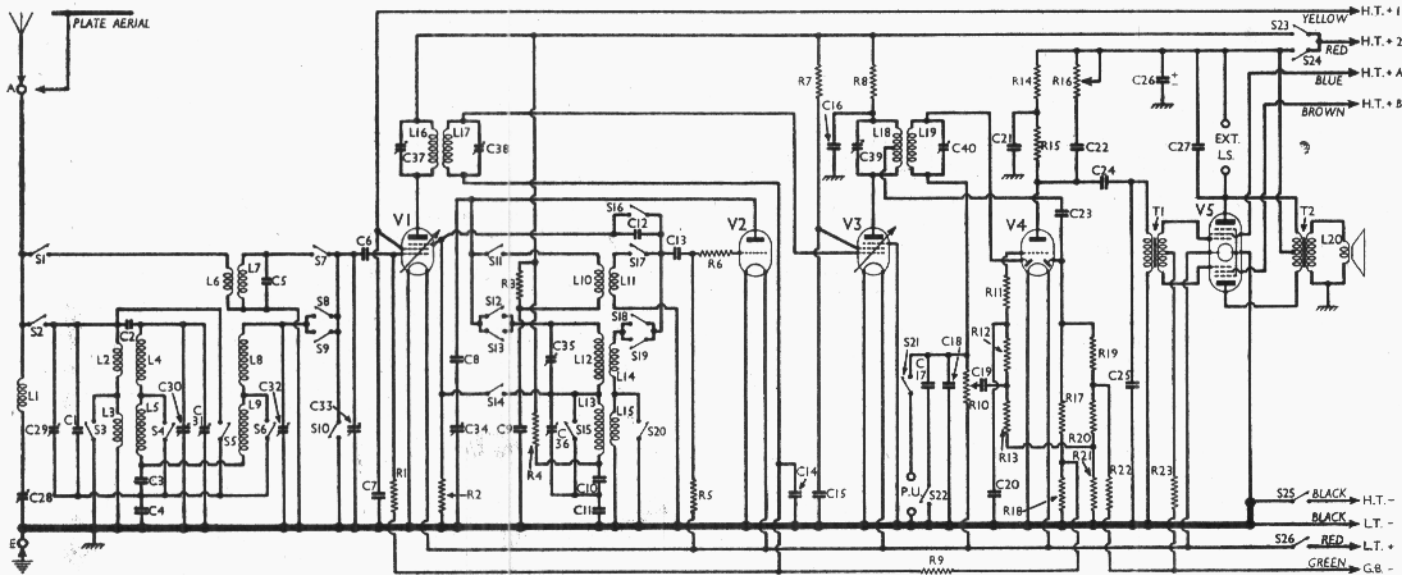 PLATE AERIAL
YELLOW H.T.+ 1
S23
RED H.T.+ 2
S24
BLUE H.T.+ A
BROWN H.T.+ B
A
R7 R8 R14 R16 C26 + -
C16
L16 L17 L18 L19
C37 C38 C39 C40
C21 R15 C22 C27 EXT. L.S.
C24
S16
C12
V1 V2 V3 V4 V5
C23
T1 T2
L20
S1 S7 C6 S11 S17 C13 R6
L6 L7 C5
R3 L10 L11
S2 C2 S8 S9 S12 S13 S18 S19
R11
L2 L4 L8 C8 C35 L12 L14
R12 R19
S21
L1 C30 C32 S14
C17 C18 C19 R10
C25
C29 C1 S3 L3 L5 S4 C31 S5 L9 S6 S10 C33
C34 C9 R4 C36 S15 L13 L15 S20
R13 R17 R20
R21 R22 R23
C28 C3 C4 C7 R1 R2 C10 C11 R5 C14 C15
P.U. S22 C20 R18
S25 BLACK H.T.-
BLACK L.T. -
E
S26 RED L.T.+
R9
GREEN G.B. -